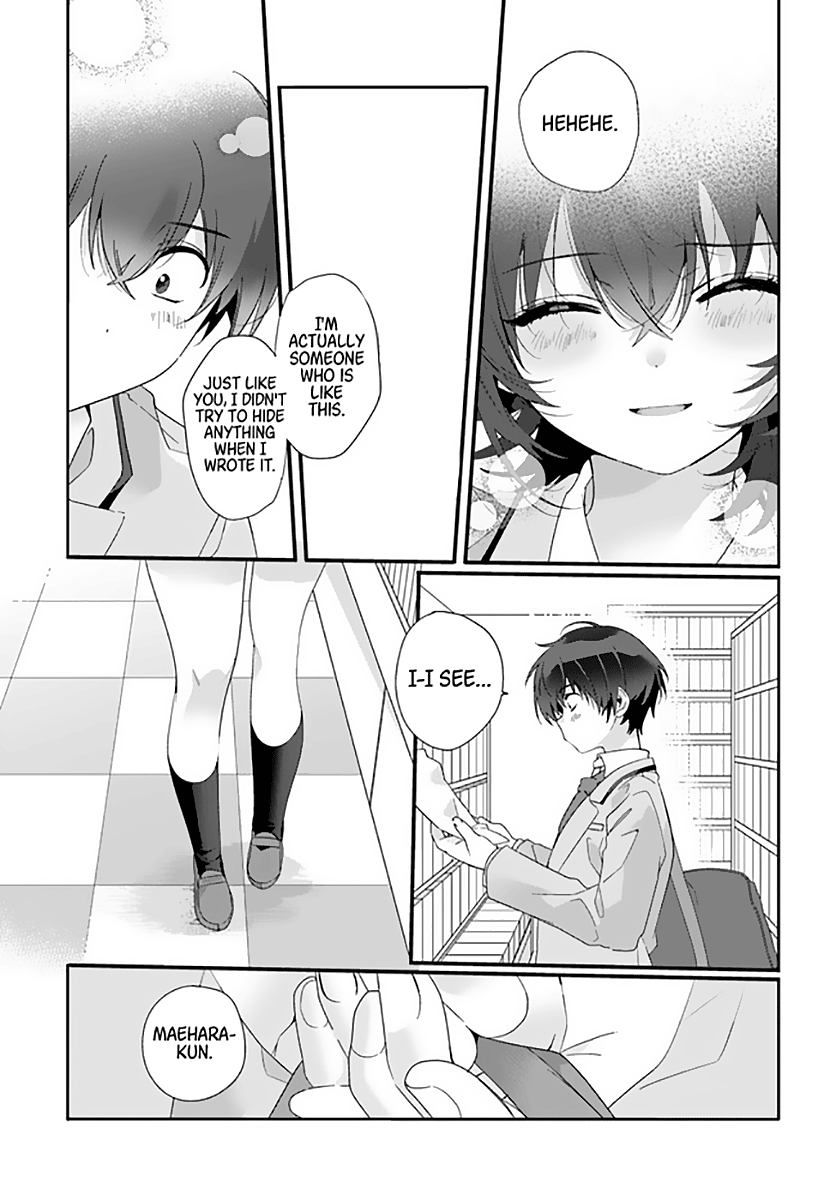 HEHEHE.
I'M
ACTUALLY
SOMEONE
WHO IS
LIKE
THIS.
JUST LIKE
YOU, I DIDN'T
TRY TO HIDE
ANYTHING
WHEN I
WROTE IT.
I-I SEE...
MAEHARA-
KUN.